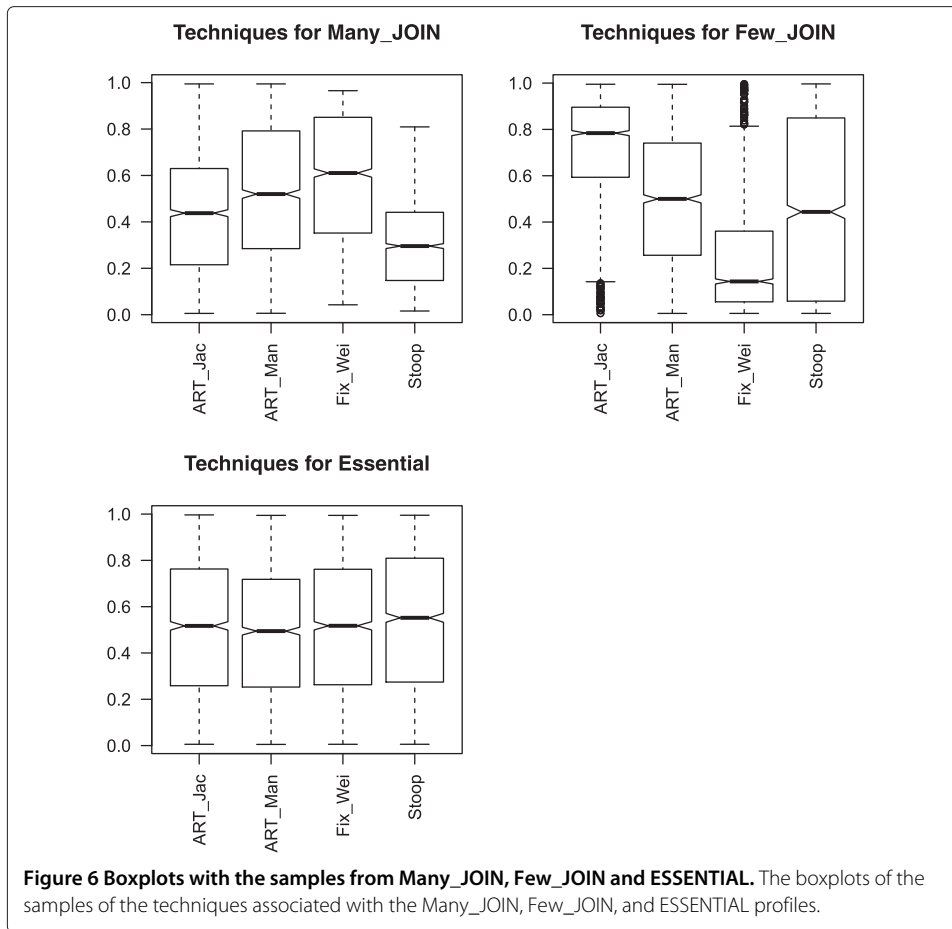 Techniques for Many_JOIN
1.0
0.8
0.6
0.4
0.2
0.0
ART_Jac
ART_Man
Fix_Wei
Stoop
Techniques for Few_JOIN
1.0
0.8
0.6
0.4
0.2
0.0
ART_Jac
ART_Man
Fix_Wei
Stoop
Techniques for Essential
1.0
0.8
0.6
0.4
0.2
0.0
ART_Jac
ART_Man
Fix_Wei
Stoop
Figure 6 Boxplots with the samples from Many_JOIN, Few_JOIN and ESSENTIAL. The boxplots of the
samples of the techniques associated with the Many_JOIN, Few_JOIN, and ESSENTIAL profiles.